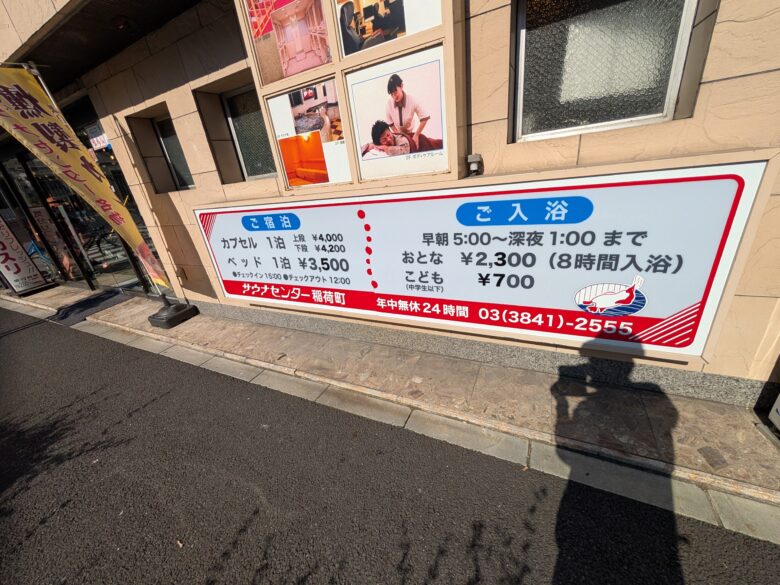 ご宿泊
カプセル 1泊 上段 ¥4,000
下段 ¥4,200
ベッド 1泊 ¥3,500
●チェックイン15:00 ●チェックアウト12:00
ご入浴
早朝5:00〜深夜1:00まで
おとな ¥2,300(8時間入浴)
こども ¥700
(中学生以下)
サウナセンター稲荷町 年中無休24時間 03(3841)-2555